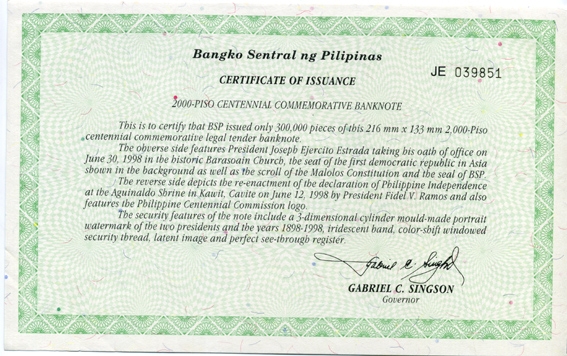 Bangko Sentral ng Pilipinas
JE 039851
CERTIFICATE OF ISSUANCE
2000-PISO CENTENNIAL COMMEMORATIVE BANKNOTE
This is to certify that BSP issued only 300,000 pieces of this 216 mm x 133 mm 2,000-Piso
centennial commemorative legal tender banknote.
The obverse side features President Joseph Ejercito Estrada taking his oath of office on
June 30, 1998 in the historic Barasoain Church, the seat of the first democratic republic in Asia
shown in the background as well as the scroll of the Malolos Constitution and the seal of BSP.
The reverse side depicts the re-enactment of the declaration of Philippine Independence
at the Aguinaldo Shrine in Kawit, Cavite on June 12, 1998 by President Fidel V. Ramos and also
features the Philippine Centennial Commission logo.
The security features of the note include a 3-dimensional cylinder mould-made portrait
watermark of the two presidents and the years 1898-1998, iridescent band, color-shift windowed
security thread, latent image and perfect see-through register.
Gabriel C. Singson
GABRIEL C. SINGSON
Governor